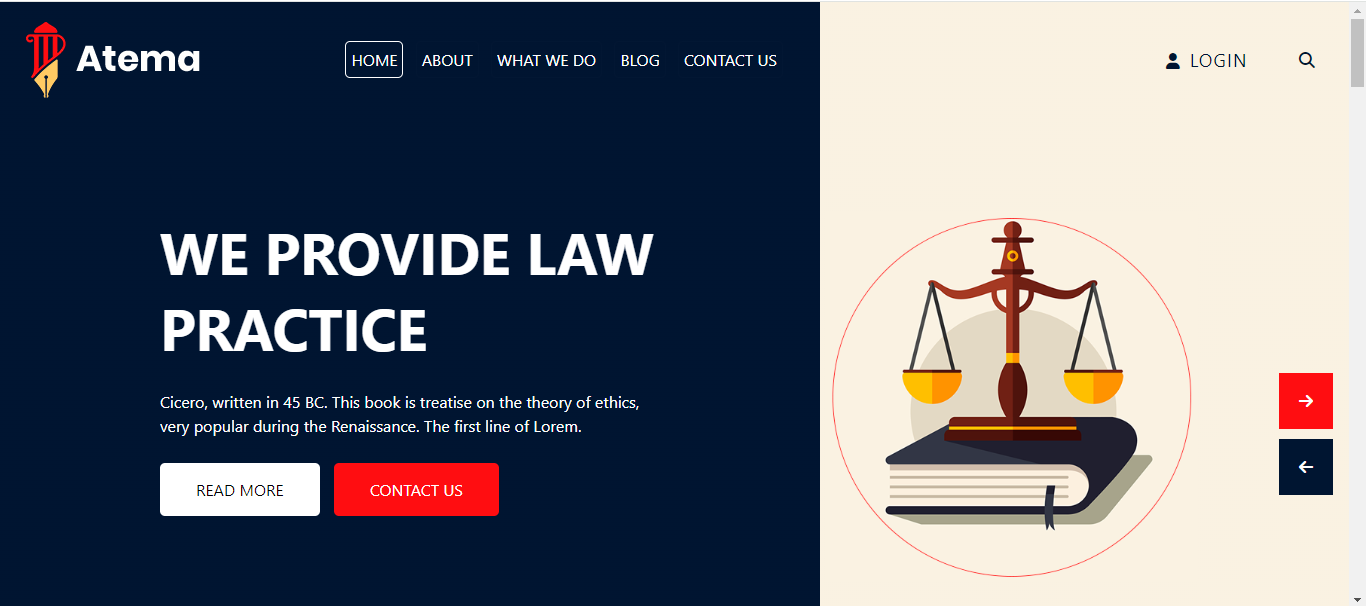 Atema
HOME ABOUT WHAT WE DO BLOG CONTACT US
LOGIN
WE PROVIDE LAW
PRACTICE
Cicero, written in 45 BC. This book is treatise on the theory of ethics,
very popular during the Renaissance. The first line of Lorem.
READ MORE CONTACT US